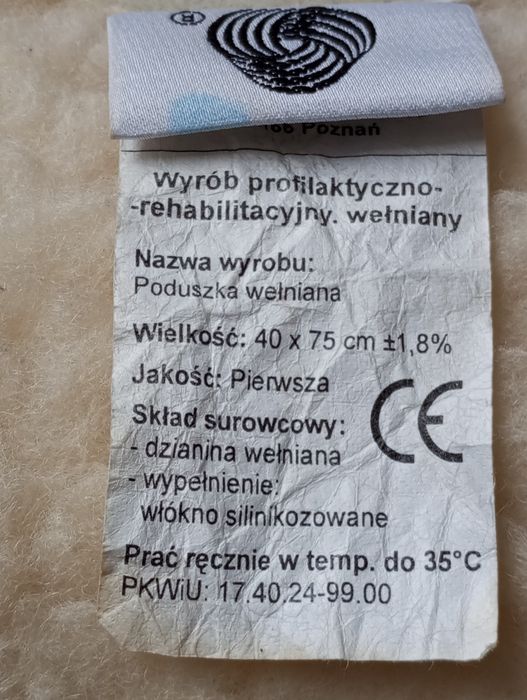 ®
Poznań
Wyrób profilaktyczno-
-rehabilitacyjny. wełniany
Nazwa wyrobu:
Poduszka wełniana
Wielkość: 40 x 75 cm ±1,8%
Jakość: Pierwsza
Skład surowcowy:
- dzianina wełniana
- wypełnienie:
włókno silinikozowane
CE
Prać ręcznie w temp. do 35°C
PKWiU: 17.40.24-99.00